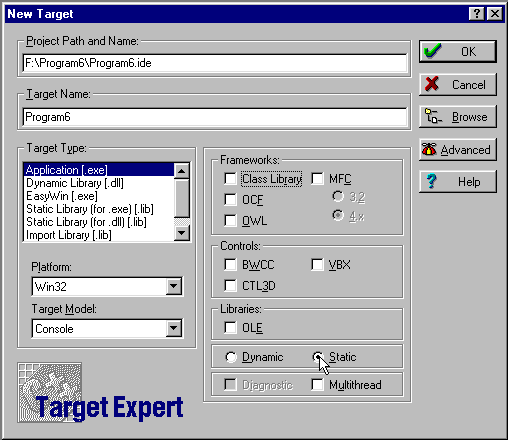 New Target
Project Path and Name:
F:\Program6\Program6.ide
Target Name:
Program6
Target Type:
Application [.exe]
Dynamic Library [.dll]
EasyWin [.exe]
Static Library (for .exe) [.lib]
Static Library (for .dll) [.lib]
Import Library [.lib]
Platform:
Win32
Target Model:
Console
Target Expert
Frameworks:
Class Library MFC
OCF 3.2
OWL 4.x
Controls:
BWCC VBX
CTL3D
Libraries:
OLE
Dynamic Static
Diagnostic Multithread
OK
Cancel
Browse
Advanced
Help